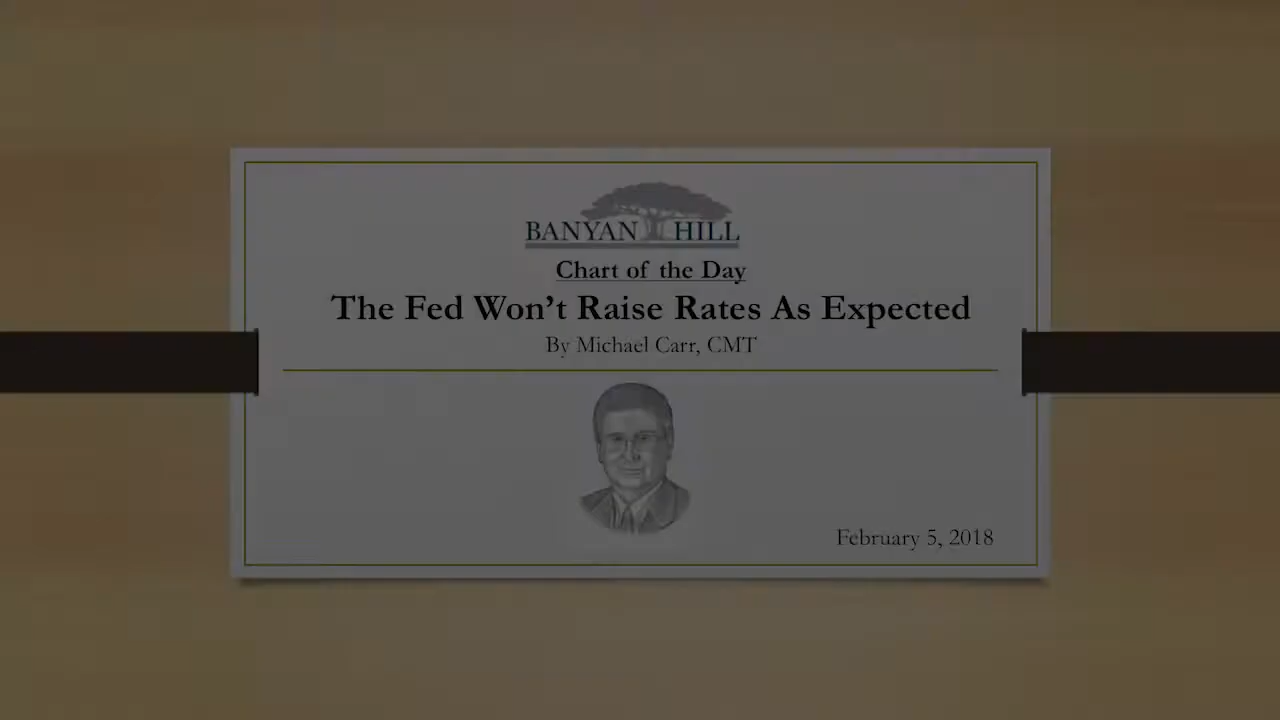 BANYAN HILL
Chart of the Day
The Fed Won't Raise Rates As Expected
By Michael Carr, CMT
February 5, 2018